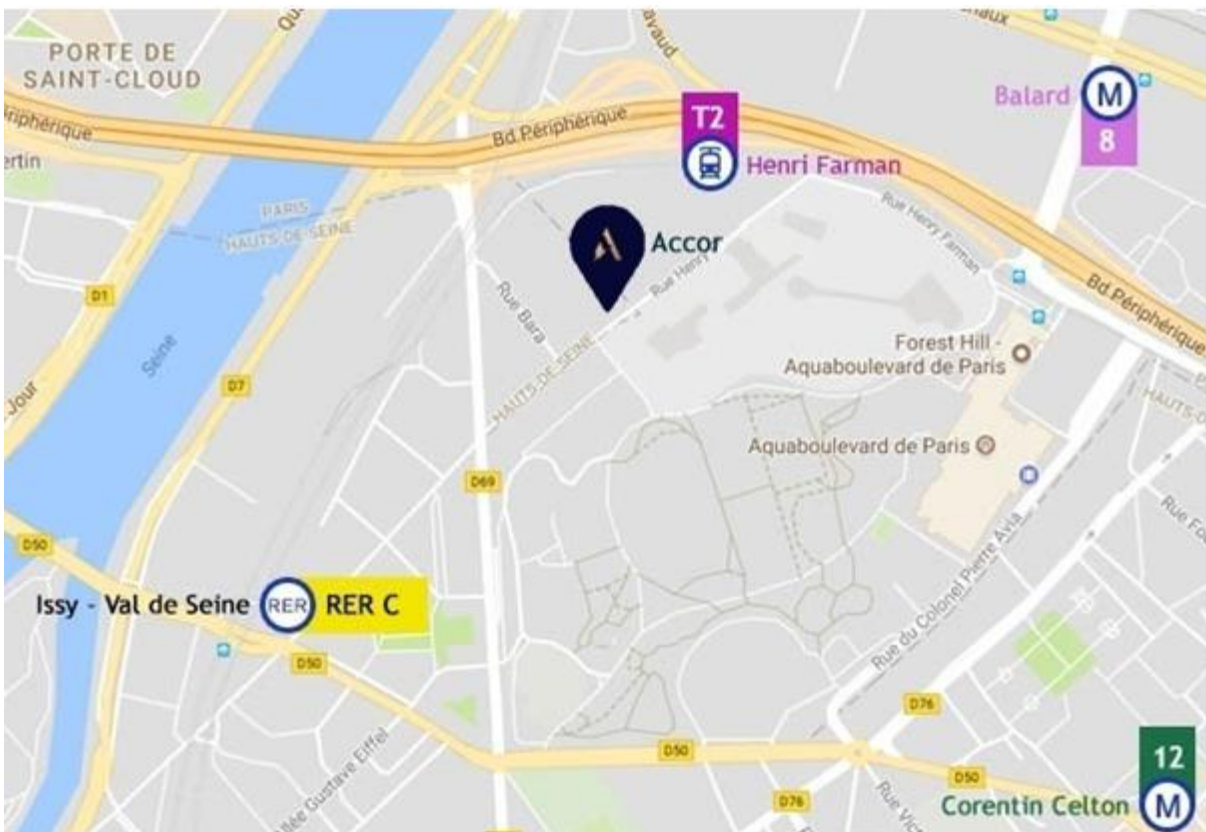 PORTE DE
SAINT-CLOUD
Bd Périphérique
T2
Henri Farman
Balard
M
8
PARIS
HAUTS-DE-SEINE
Accor
Rue Henry
Rue Henry Farman
Bd Périphérique
D1
Seine
Rue Bara
HAUTS-DE-SEINE
D7
Forest Hill -
Aquaboulevard de Paris
Aquaboulevard de Paris
D69
D50
Issy - Val de Seine
RER
RER C
D50
Rue du Colonel Pierre Avia
D76
D50
D50
12
Corentin Celton
M
D76